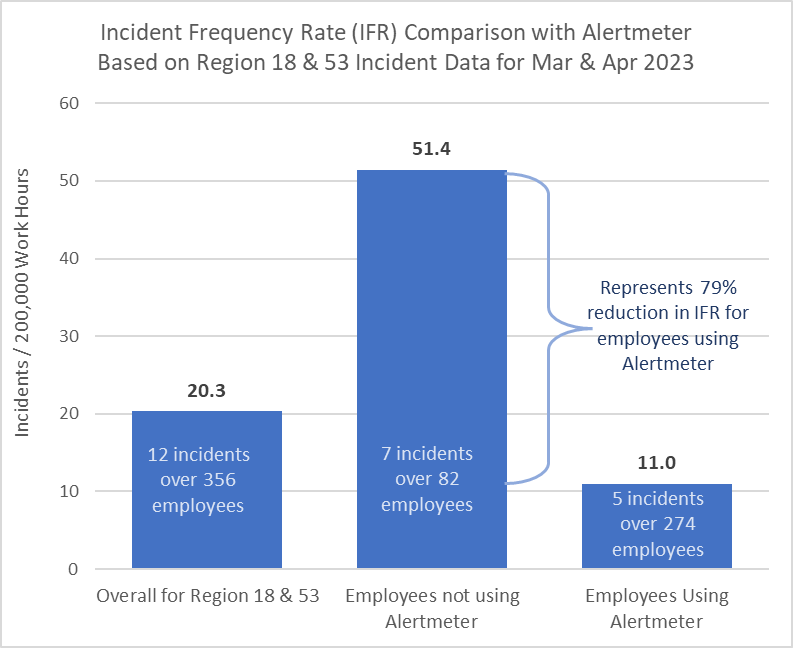 Incident Frequency Rate (IFR) Comparison with Alertmeter
Based on Region 18 & 53 Incident Data for Mar & Apr 2023
Incidents / 200,000 Work Hours
60
50
40
30
20
10
0
20.3
12 incidents
over 356
employees
51.4
7 incidents
over 82
employees
11.0
5 incidents
over 274
employees
Represents 79%
reduction in IFR for
employees using
Alertmeter
Overall for Region 18 & 53
Employees not using
Alertmeter
Employees Using
Alertmeter